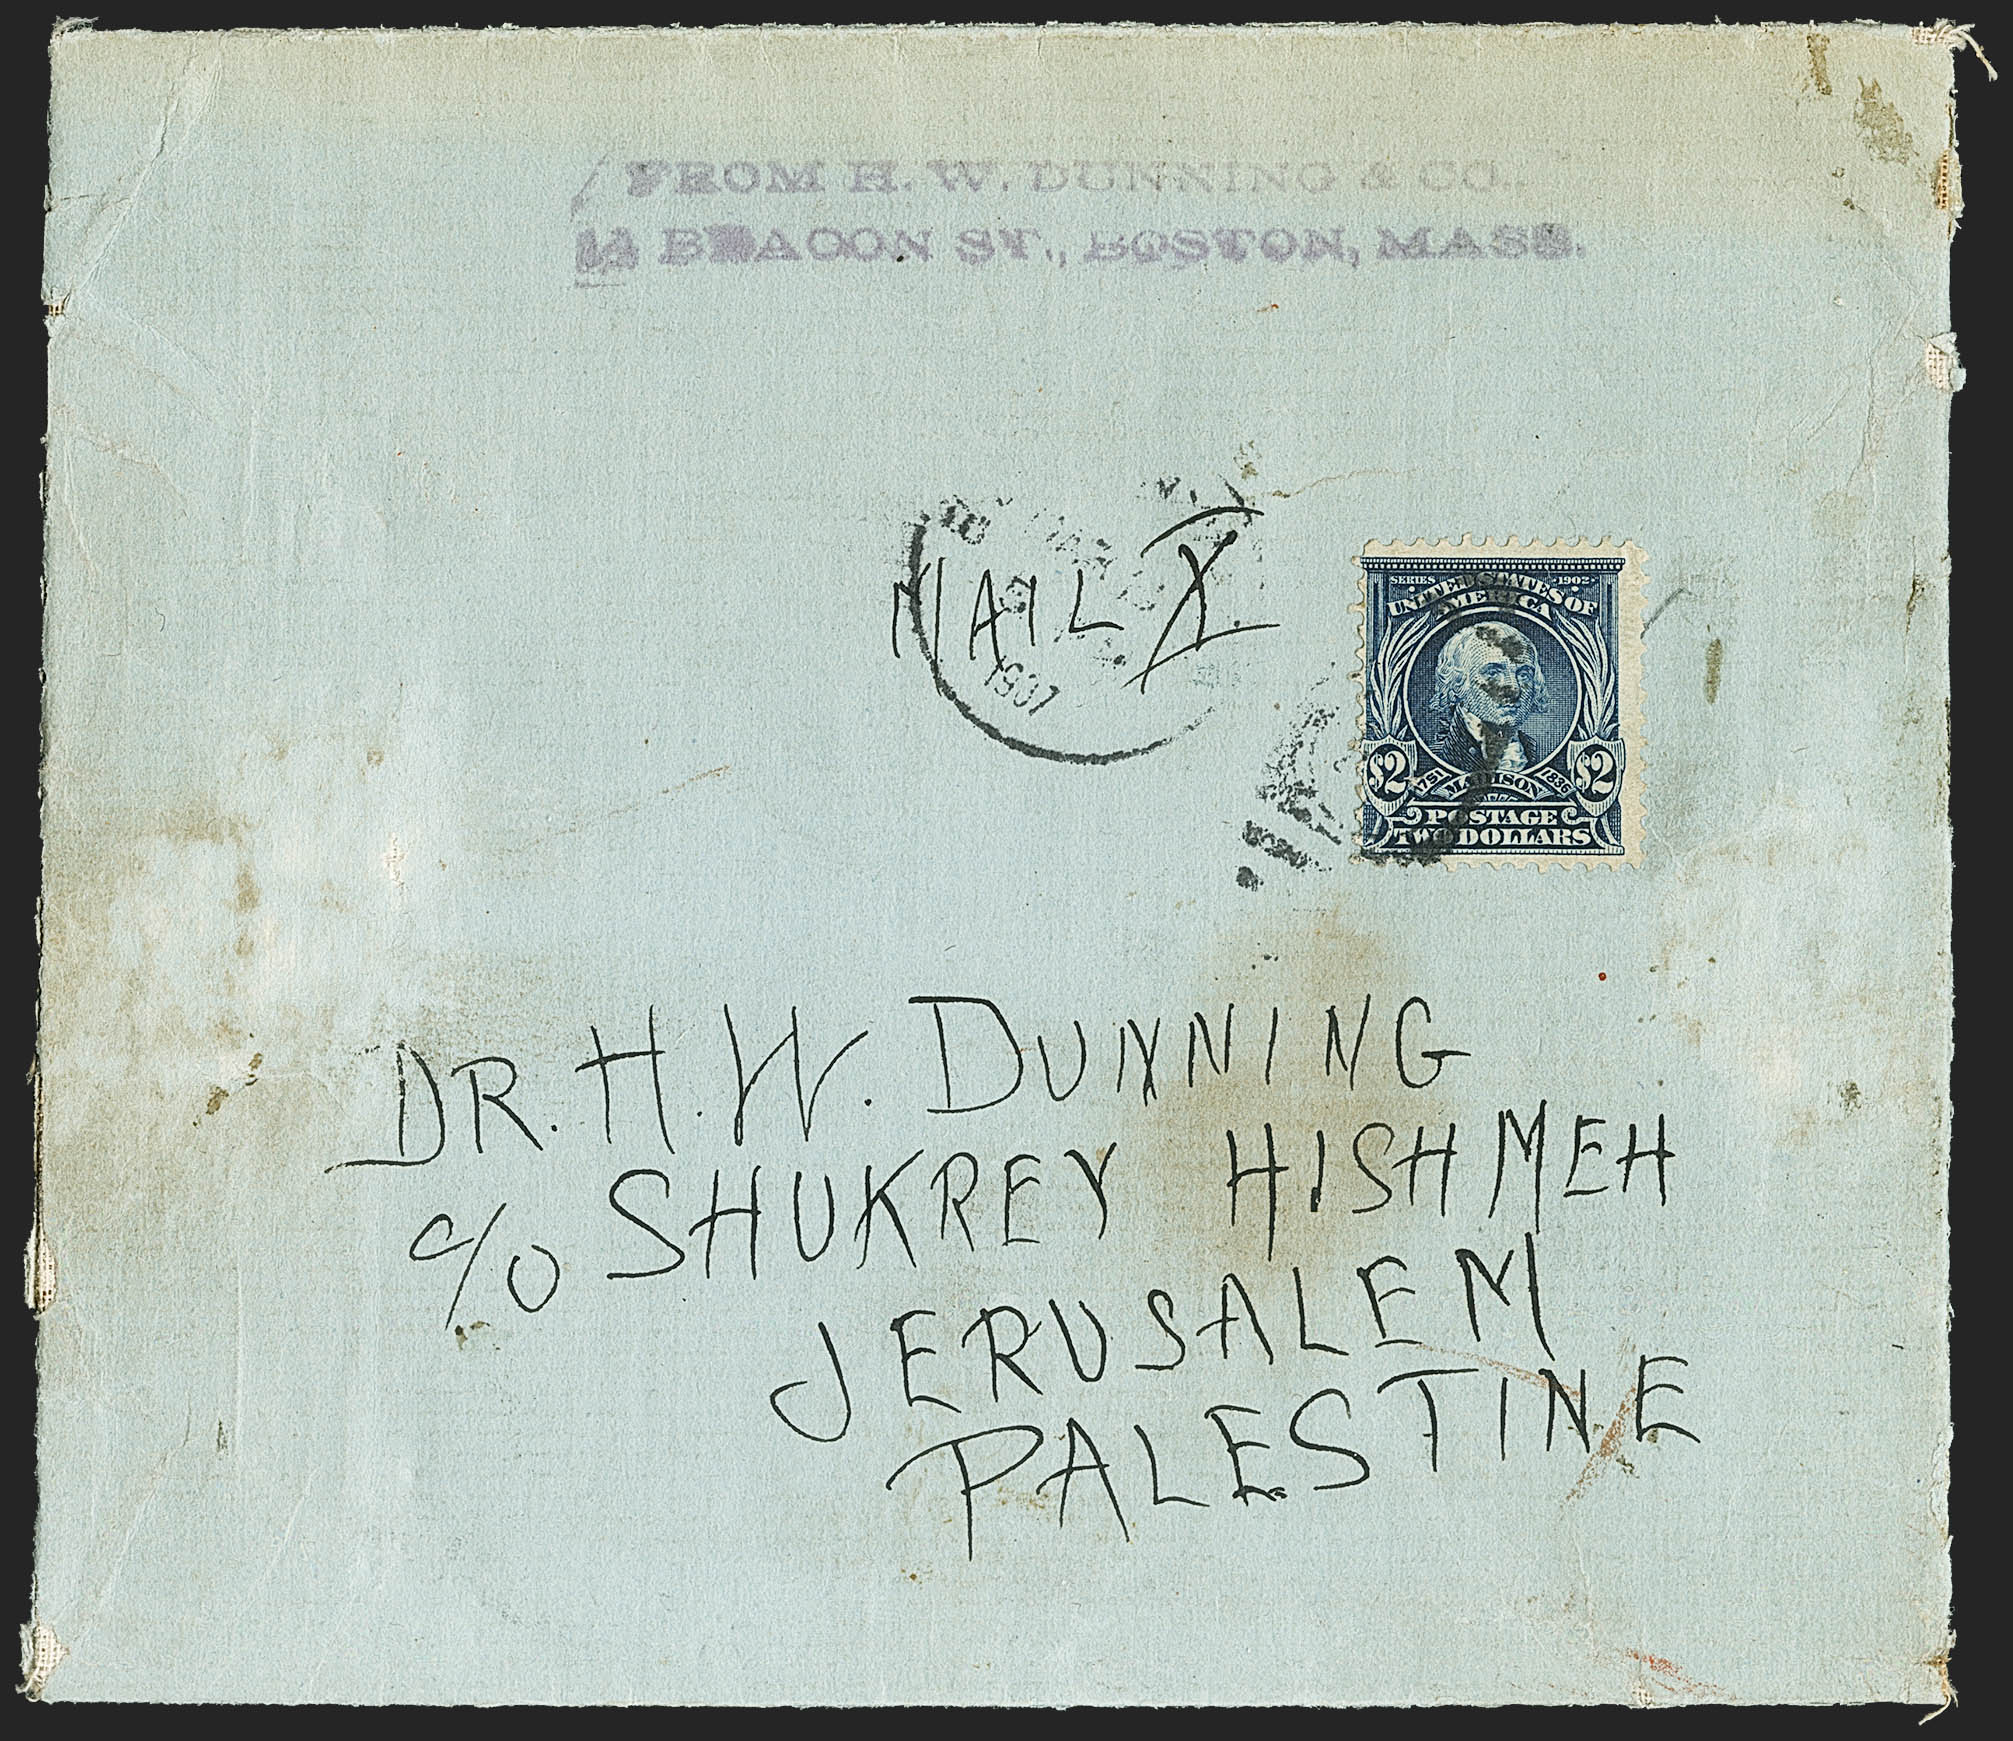 FROM H. W. DUNNING & CO.,
14 BEACON ST., BOSTON, MASS.
MAIL X
MAR
1907
SERIES 1902
UNITED STATES OF
AMERICA
$2 1751 MADISON 1836 $2
POSTAGE
TWO DOLLARS
DR. H. W. DUNNING
C/O SHUKREY HISHMEH
JERUSALEM
PALESTINE